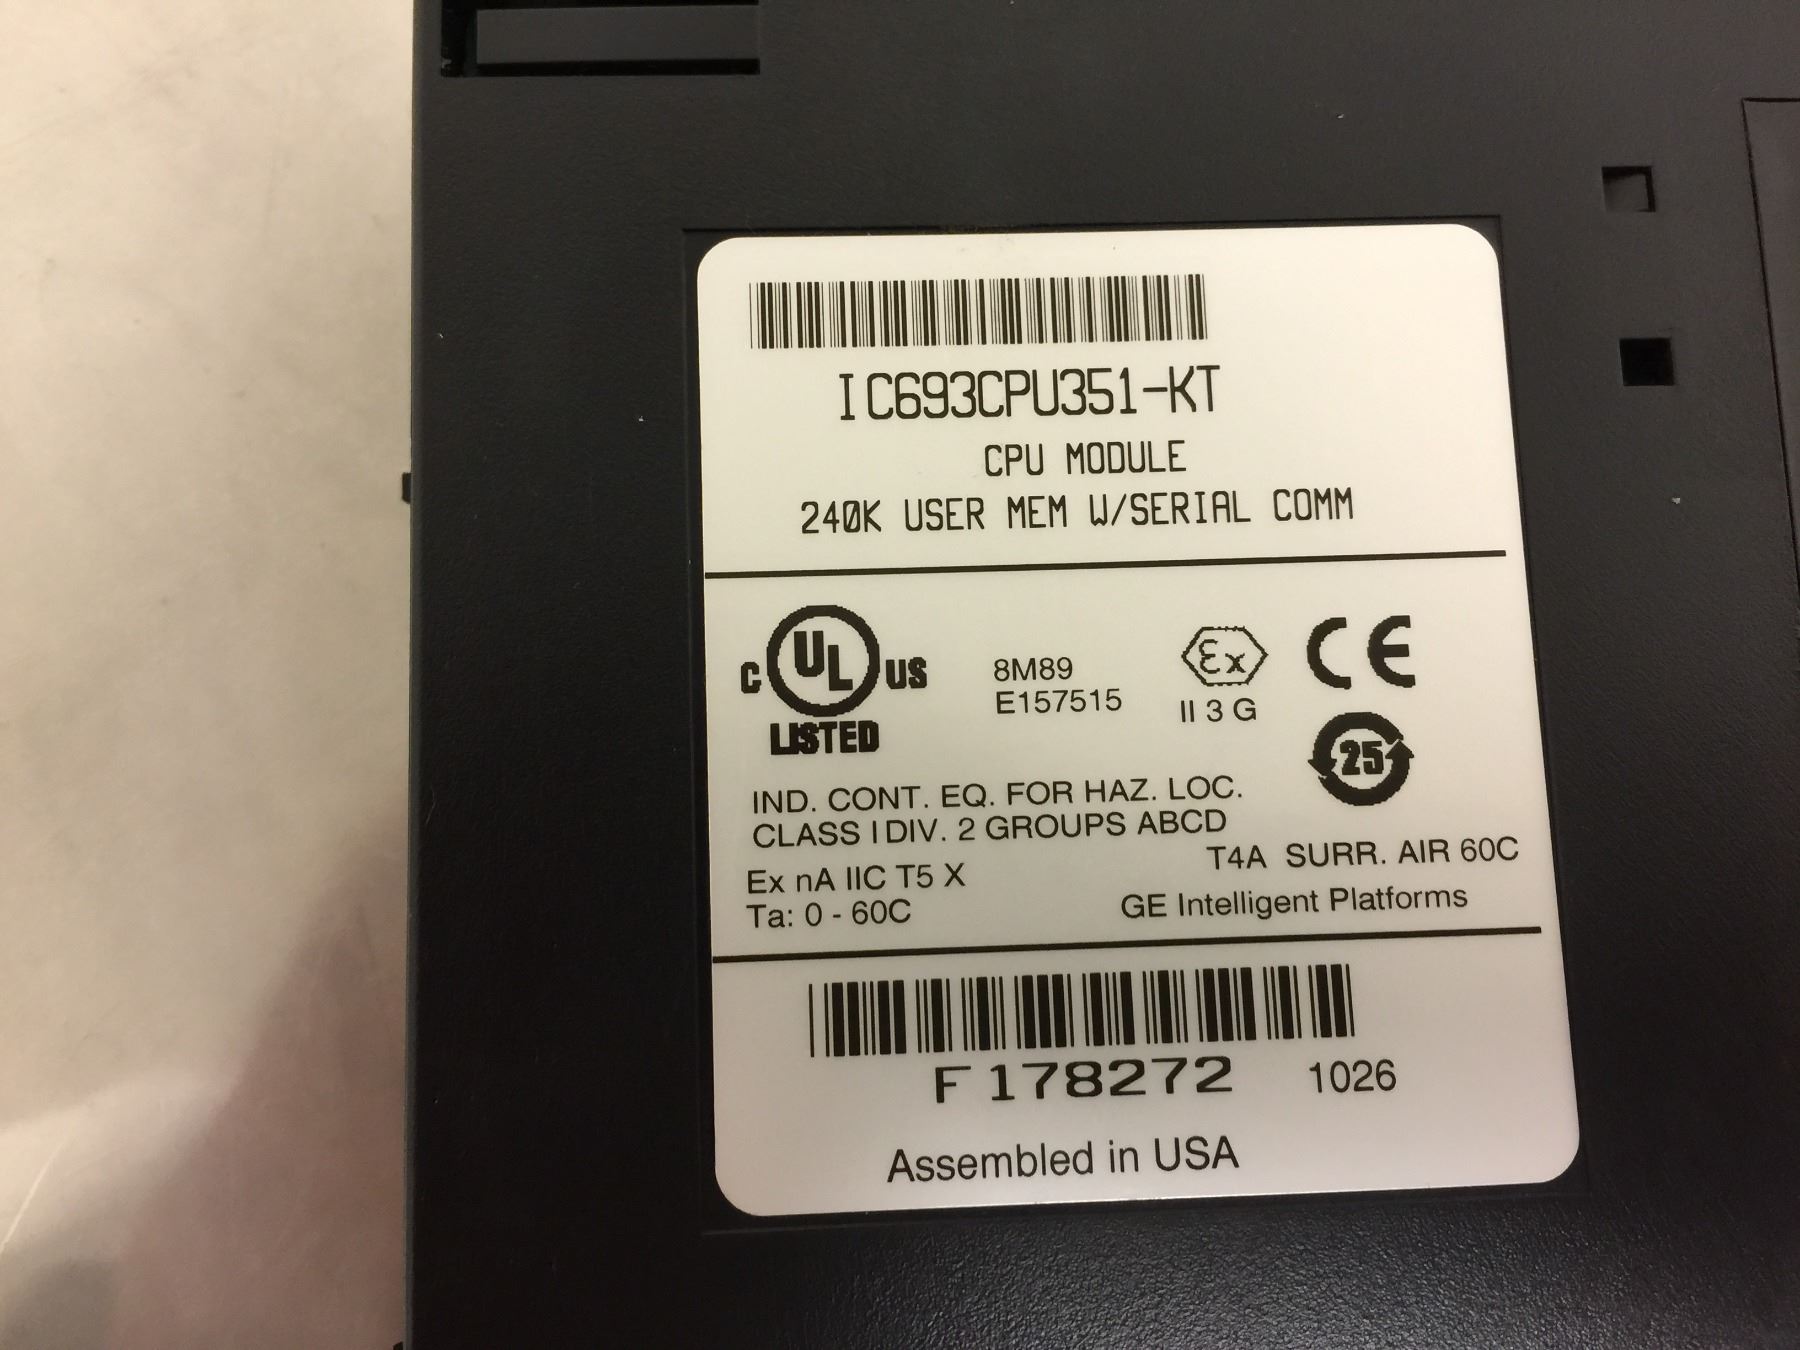 IC693CPU351-KT
CPU MODULE
240K USER MEM W/SERIAL COMM
C UL US
LISTED
8M89
E157515
Ex
II 3 G
CE
25
IND. CONT. EQ. FOR HAZ. LOC.
CLASS I DIV. 2 GROUPS ABCD
T4A SURR. AIR 60C
Ex nA IIC T5 X
Ta: 0 - 60C
GE Intelligent Platforms
F178272 1026
Assembled in USA